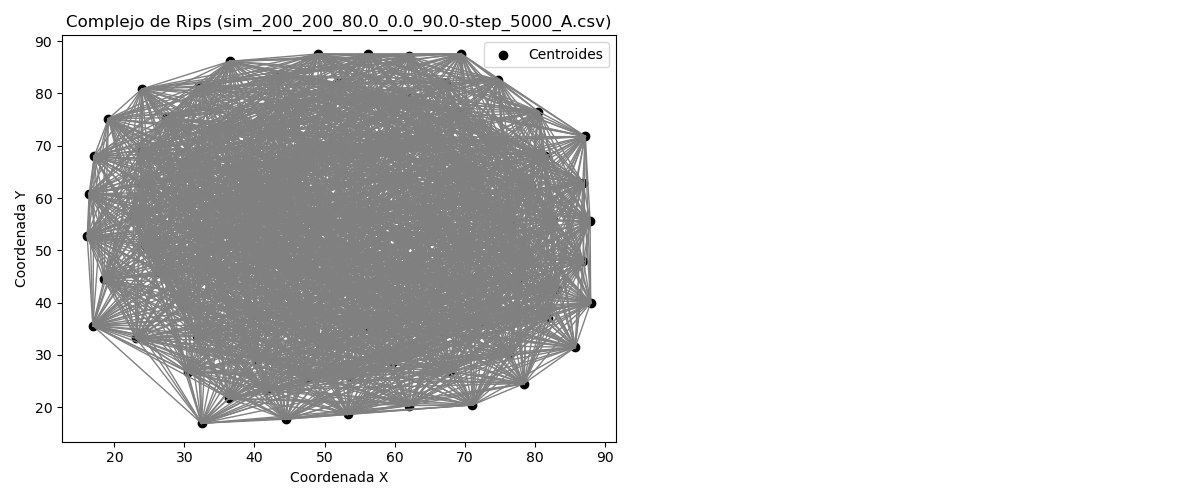 Complejo de Rips (sim_200_200_80.0_0.0_90.0-step_5000_A.csv)
Centroides
90
80
70
60
50
40
30
20
Coordenada Y
20 30 40 50 60 70 80 90
Coordenada X